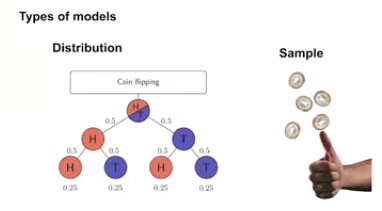 Types of models
Distribution
Sample
Coin flipping
H
T
0.5 0.5
H T
0.5 0.5 0.5 0.5
H T H T
0.25 0.25 0.25 0.25